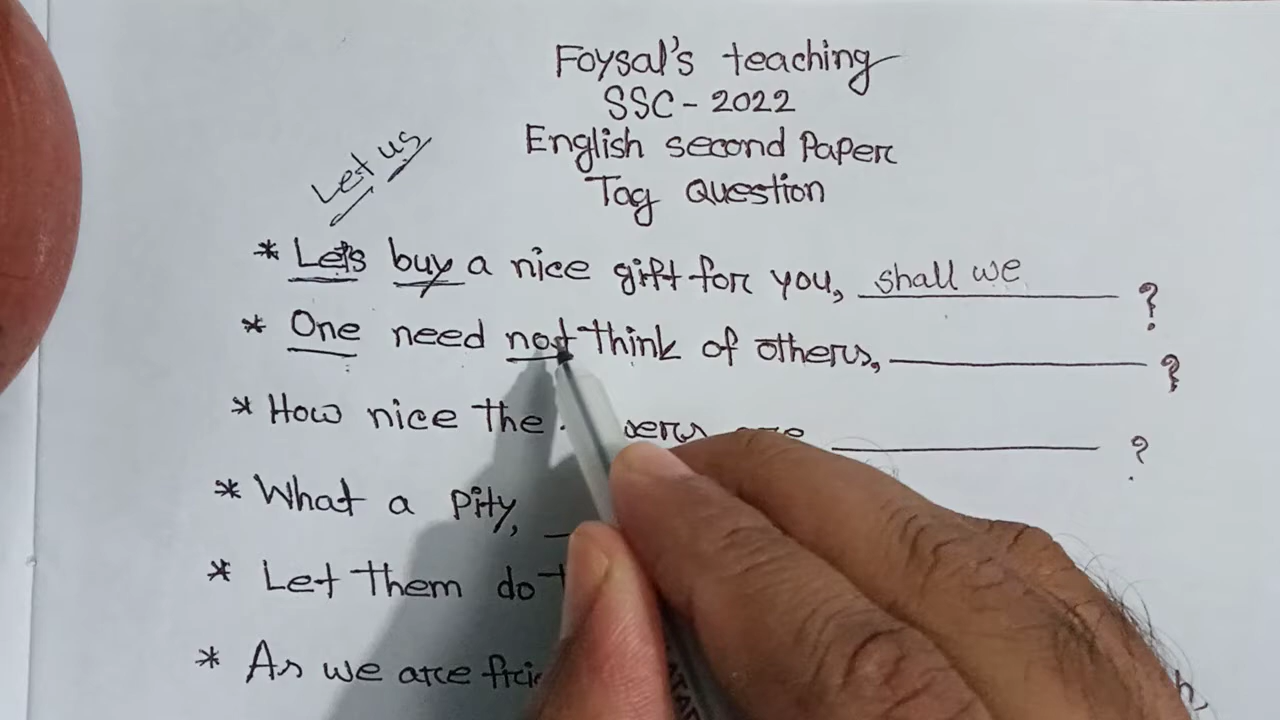 Foysal's teaching
SSC - 2022
English second Paper
Tag Question
Let us
* Let's buy a nice gift for you, shall we ?
* One need not think of others, ?
* How nice the are ?
* What a Pity,
* Let them do
* As we are